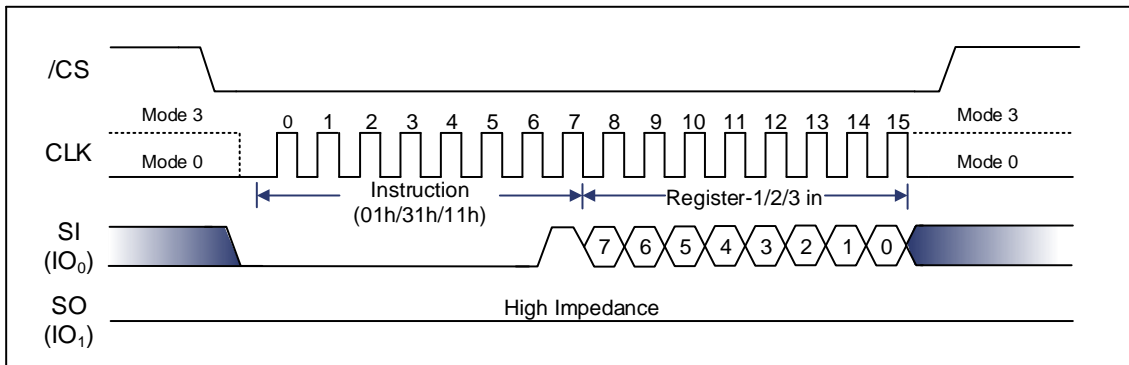 /CS
Mode 3
Mode 3
0 1 2 3 4 5 6 7 8 9 10 11 12 13 14 15
CLK
Mode 0
Mode 0
Instruction
(01h/31h/11h)
Register-1/2/3 in
SI
(IO₀)
7 6 5 4 3 2 1 0
SO
(IO₁)
High Impedance